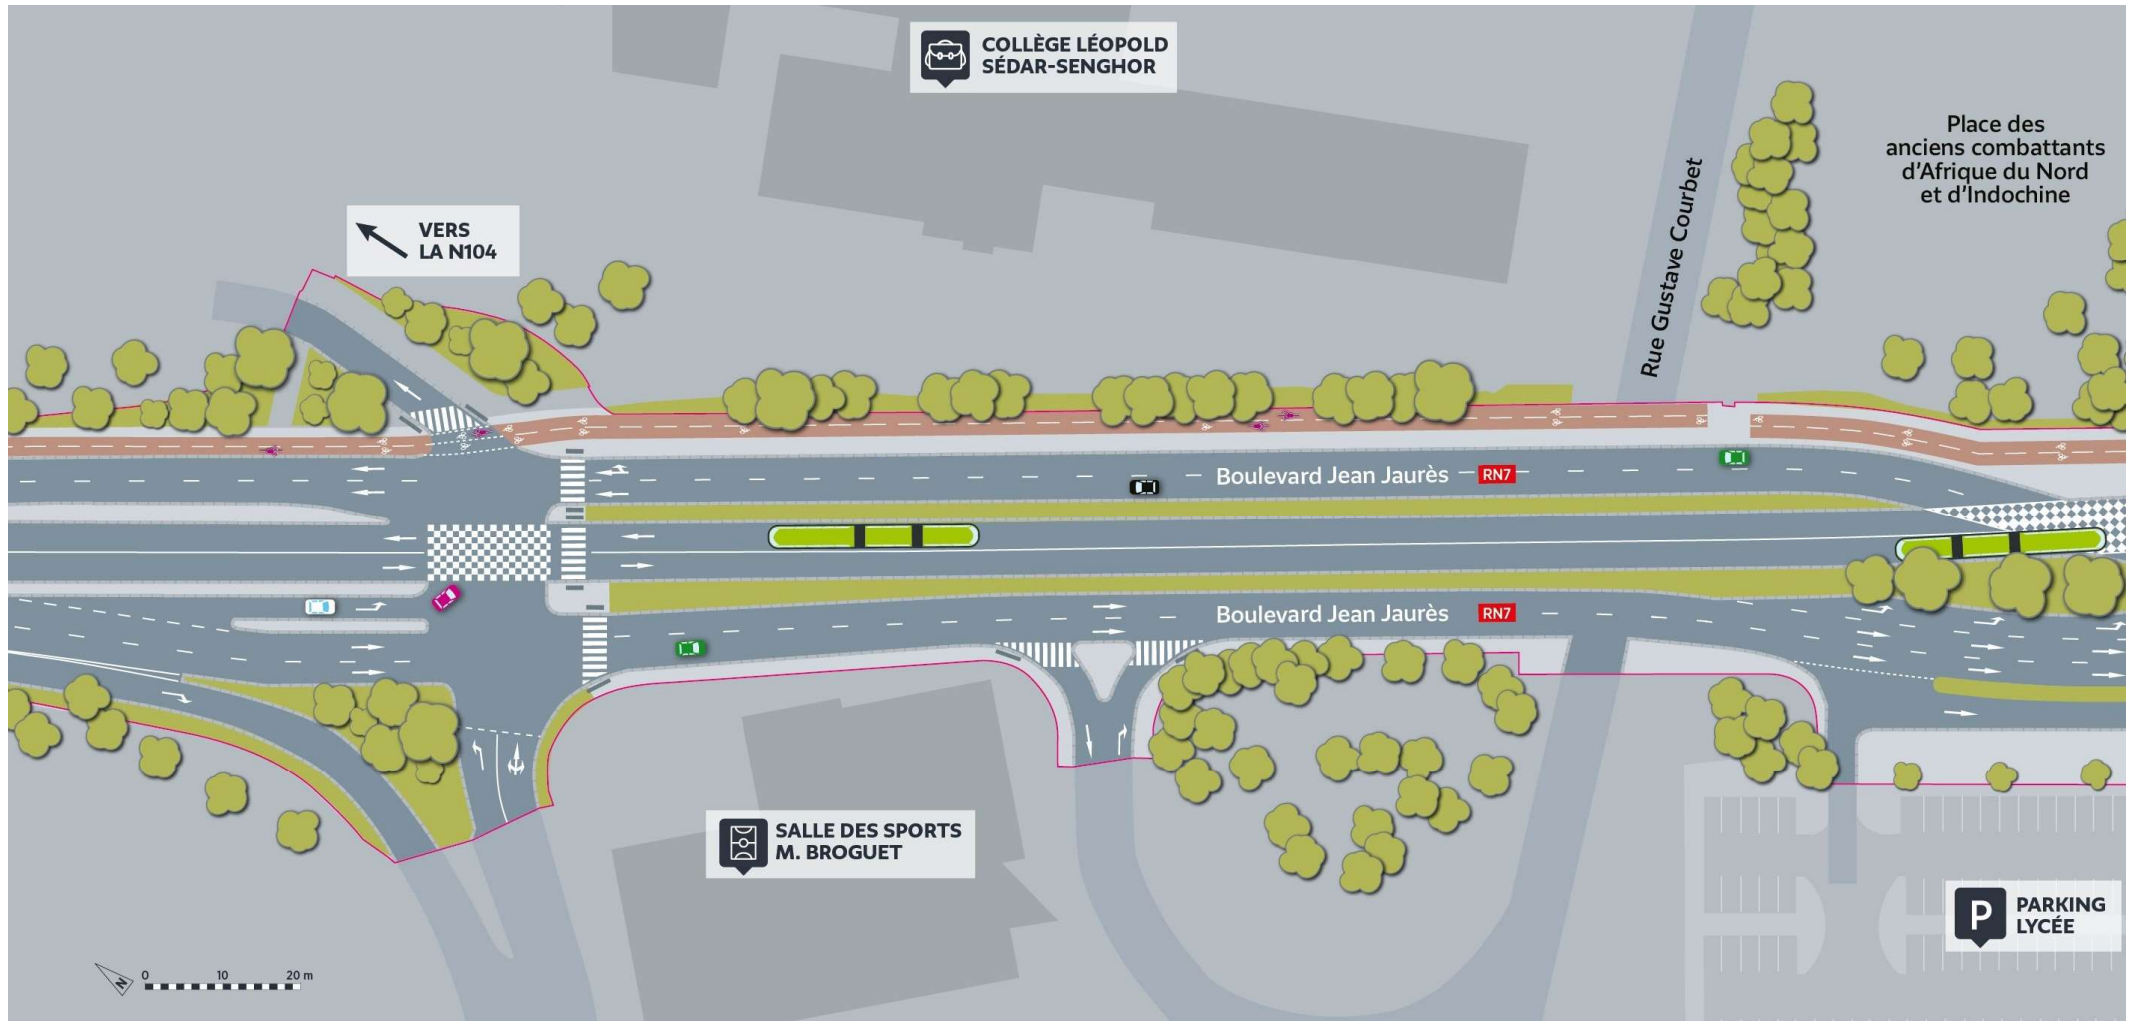 COLLÈGE LÉOPOLD
SÉDAR-SENGHOR
Place des
anciens combattants
d'Afrique du Nord
et d'Indochine
VERS
LA N104
Rue Gustave Courbet
Boulevard Jean Jaurès RN7
Boulevard Jean Jaurès RN7
SALLE DES SPORTS
M. BROGUET
P PARKING
LYCÉE
N 0 10 20 m